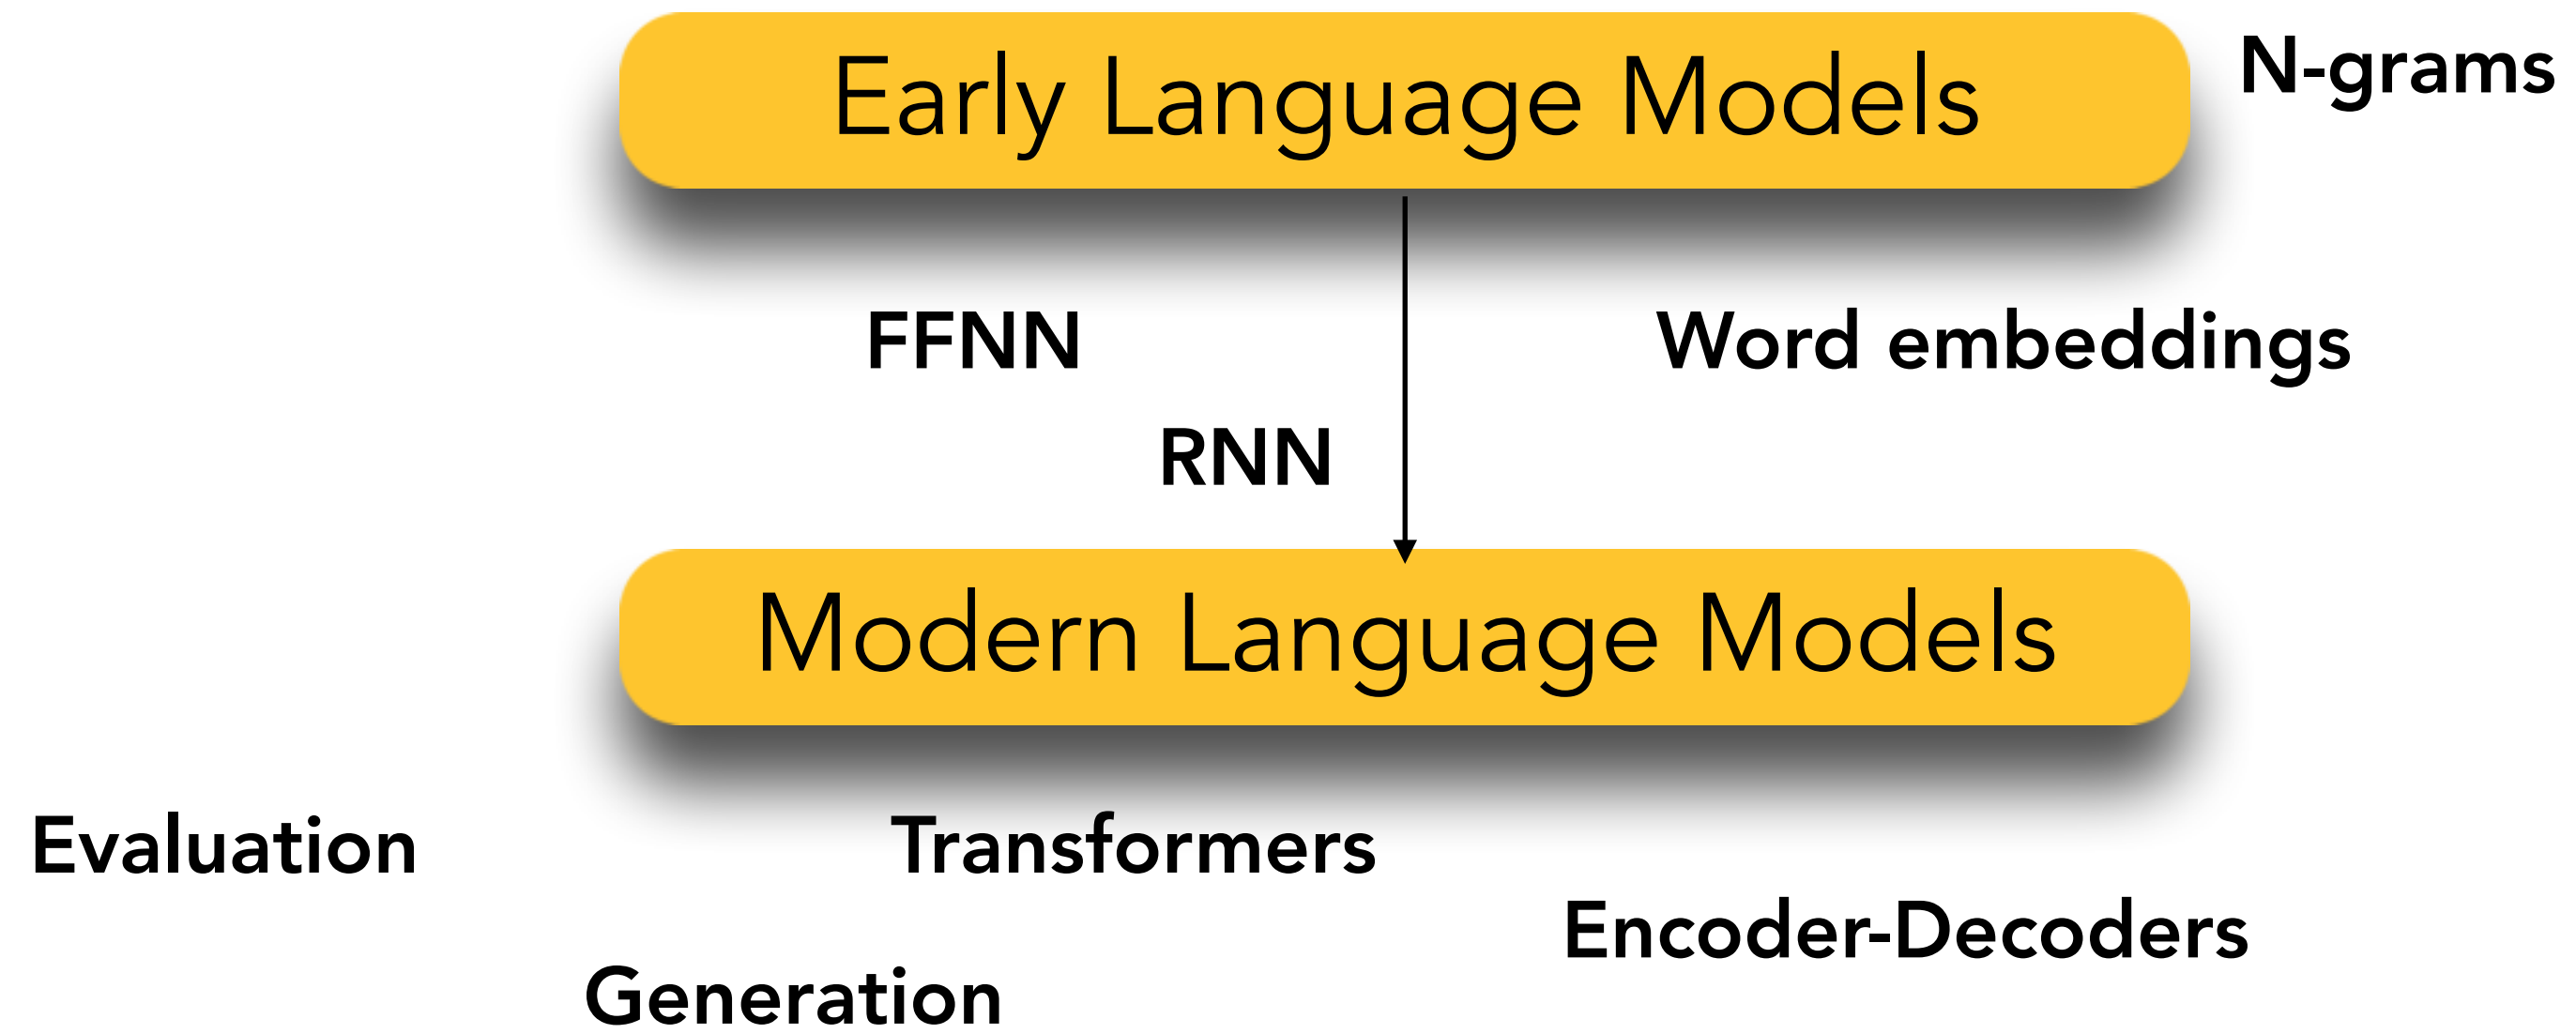 Early Language Models
N-grams
FFNN
Word embeddings
RNN
Modern Language Models
Evaluation
Transformers
Encoder-Decoders
Generation